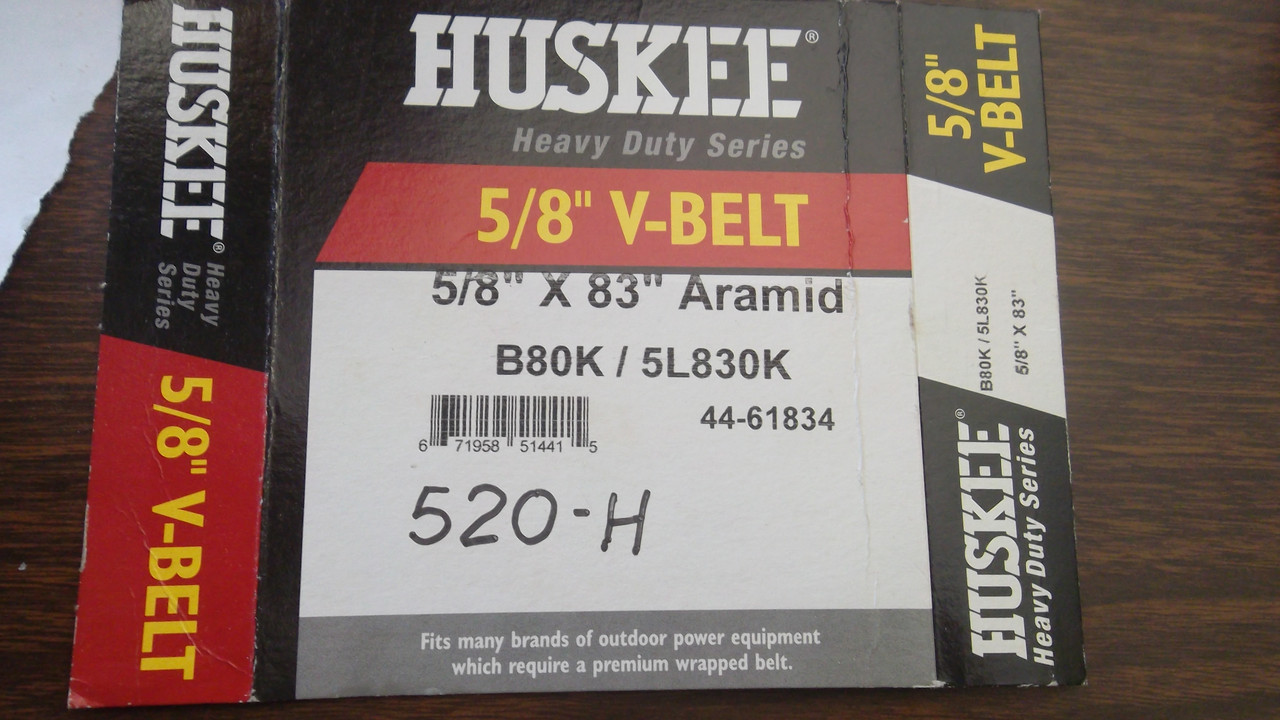 HUSKEE®
Heavy
Duty
Series
5/8" V-BELT
HUSKEE®
Heavy Duty Series
5/8" V-BELT
5/8" X 83" Aramid
B80K / 5L830K
44-61834
6 71958 51441 5
520-H
Fits many brands of outdoor power equipment
which require a premium wrapped belt.
5/8"
V-BELT
B80K / 5L830K
5/8" X 83"
HUSKEE®
Heavy Duty Series